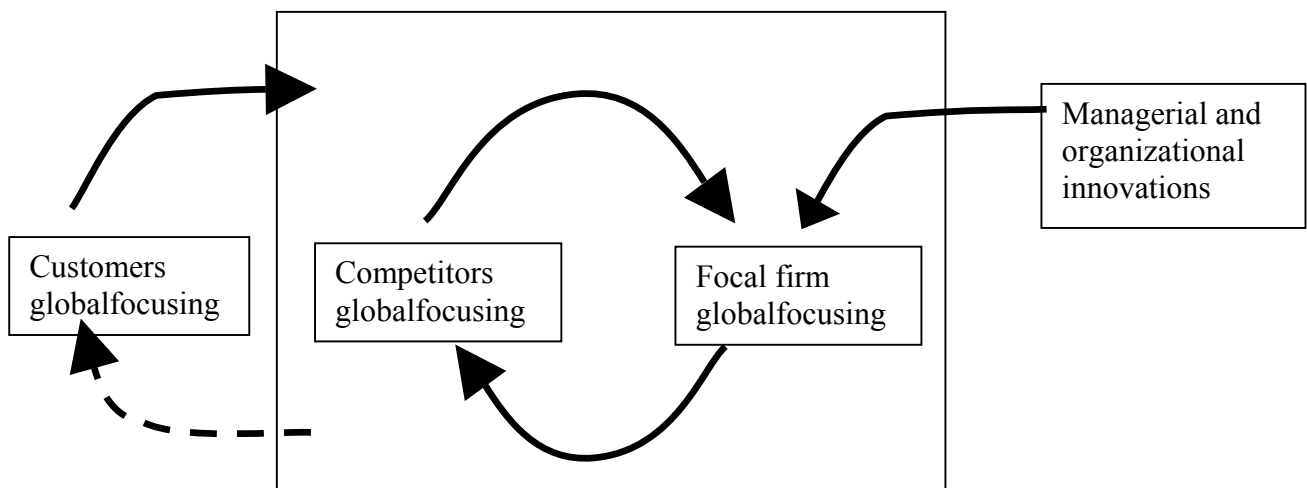 Managerial and
organizational
innovations
Customers
globalfocusing
Competitors
globalfocusing
Focal firm
globalfocusing